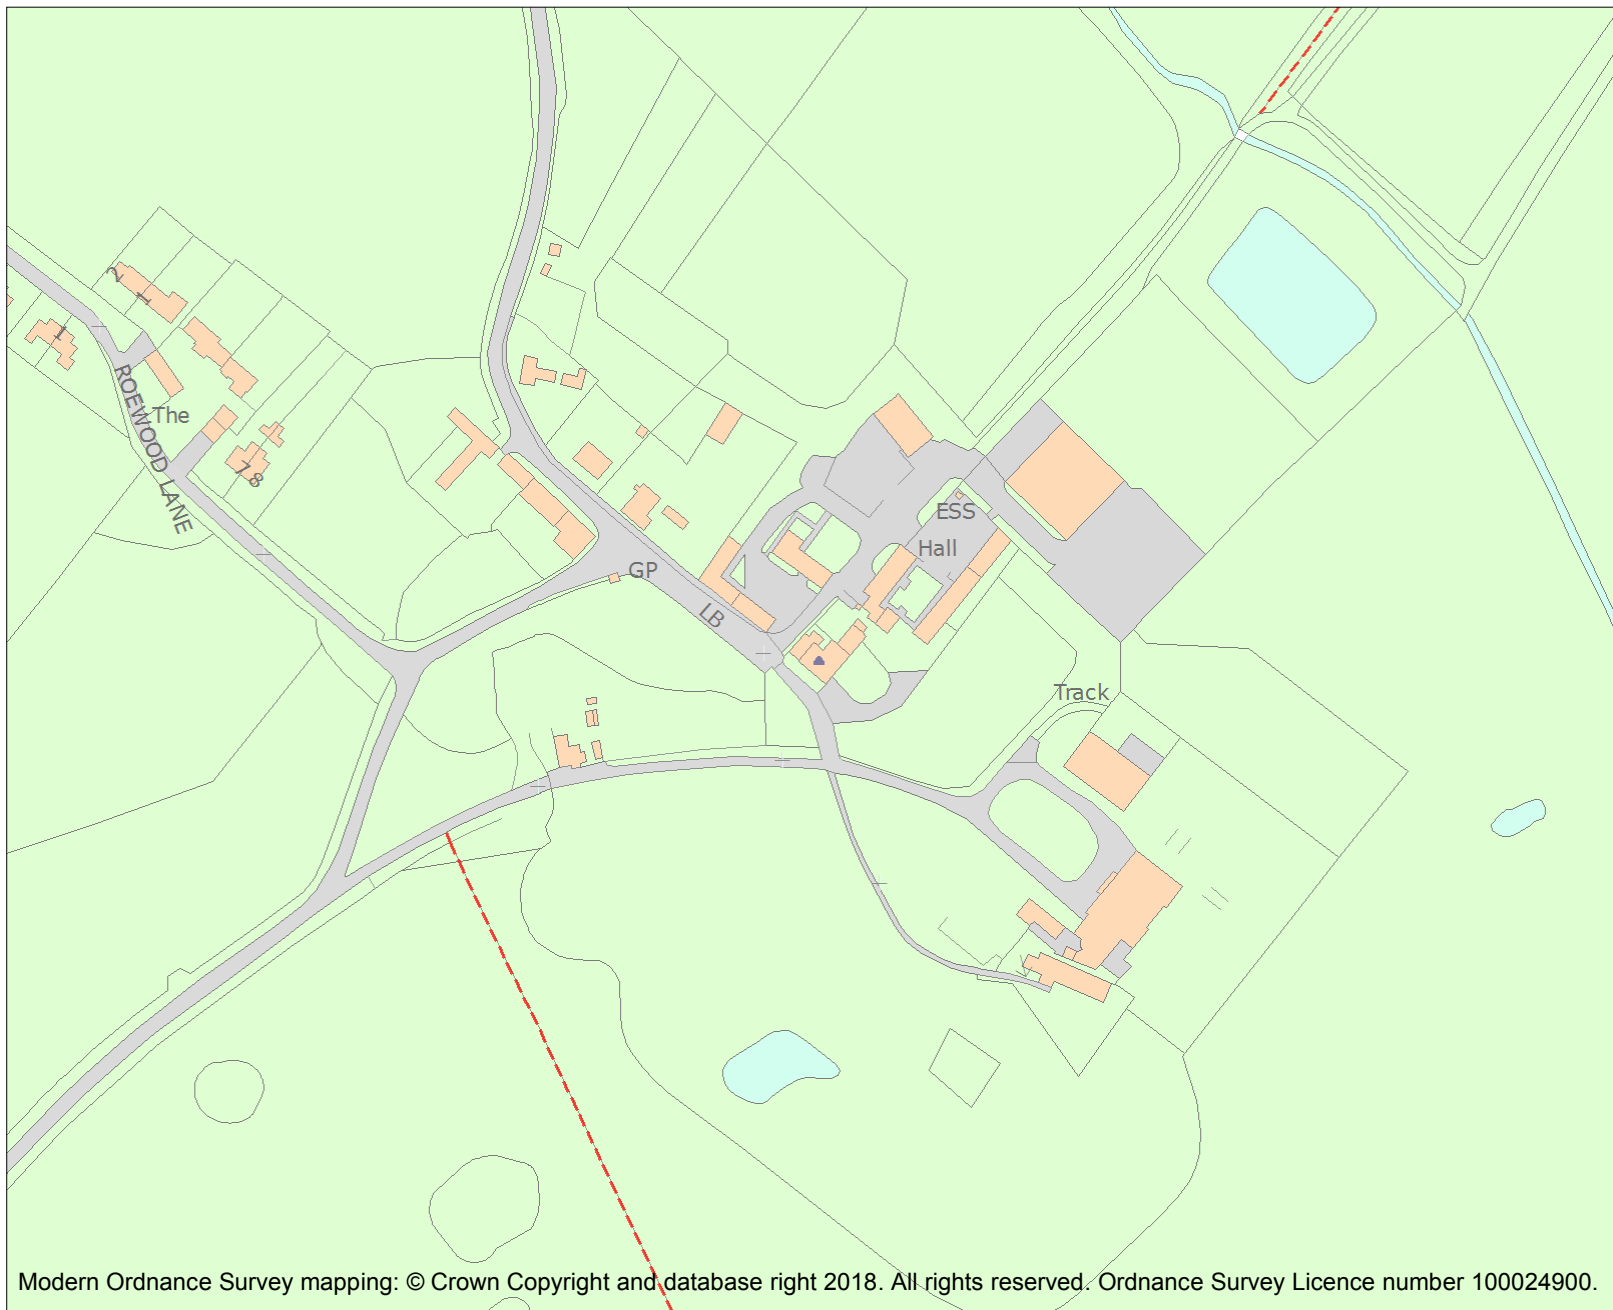 2
1
1
ROEWOOD LANE
The
7 8
ESS
Hall
GP
LB
Track
Modern Ordnance Survey mapping: © Crown Copyright and database right 2018. All rights reserved. Ordnance Survey Licence number 100024900.